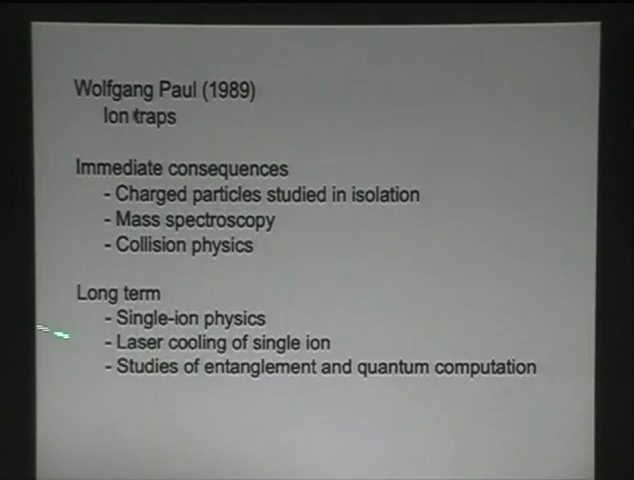 Wolfgang Paul (1989)
Ion traps
Immediate consequences
- Charged particles studied in isolation
- Mass spectroscopy
- Collision physics
Long term
- Single-ion physics
- Laser cooling of single ion
- Studies of entanglement and quantum computation